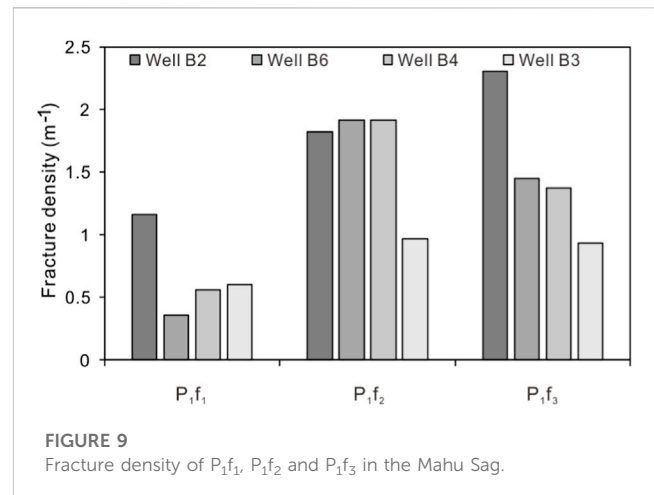 2.5
Well B2 Well B6 Well B4 Well B3
2
1.5
1
0.5
0
Fracture density (m⁻¹)
P₁f₁ P₁f₂ P₁f₃
FIGURE 9
Fracture density of P₁f₁, P₁f₂ and P₁f₃ in the Mahu Sag.